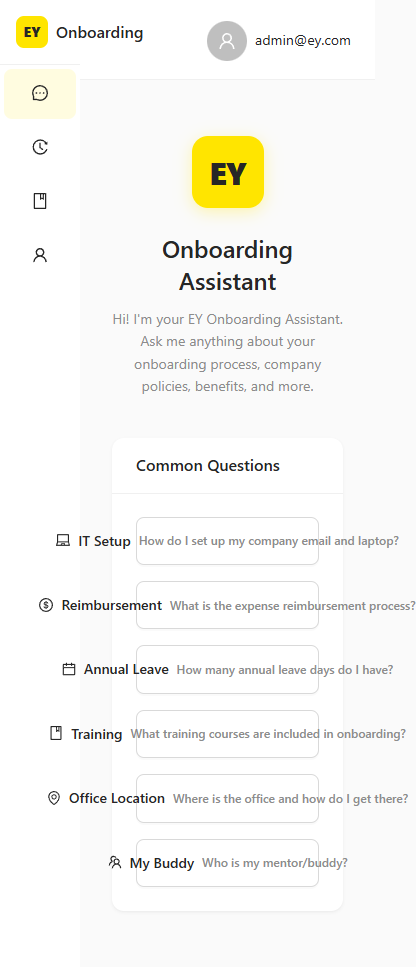 EY Onboarding
admin@ey.com
EY
Onboarding
Assistant
Hi! I'm your EY Onboarding Assistant.
Ask me anything about your
onboarding process, company
policies, benefits, and more.
Common Questions
IT Setup How do I set up my company email and laptop?
Reimbursement What is the expense reimbursement process?
Annual Leave How many annual leave days do I have?
Training What training courses are included in onboarding?
Office Location Where is the office and how do I get there?
My Buddy Who is my mentor/buddy?